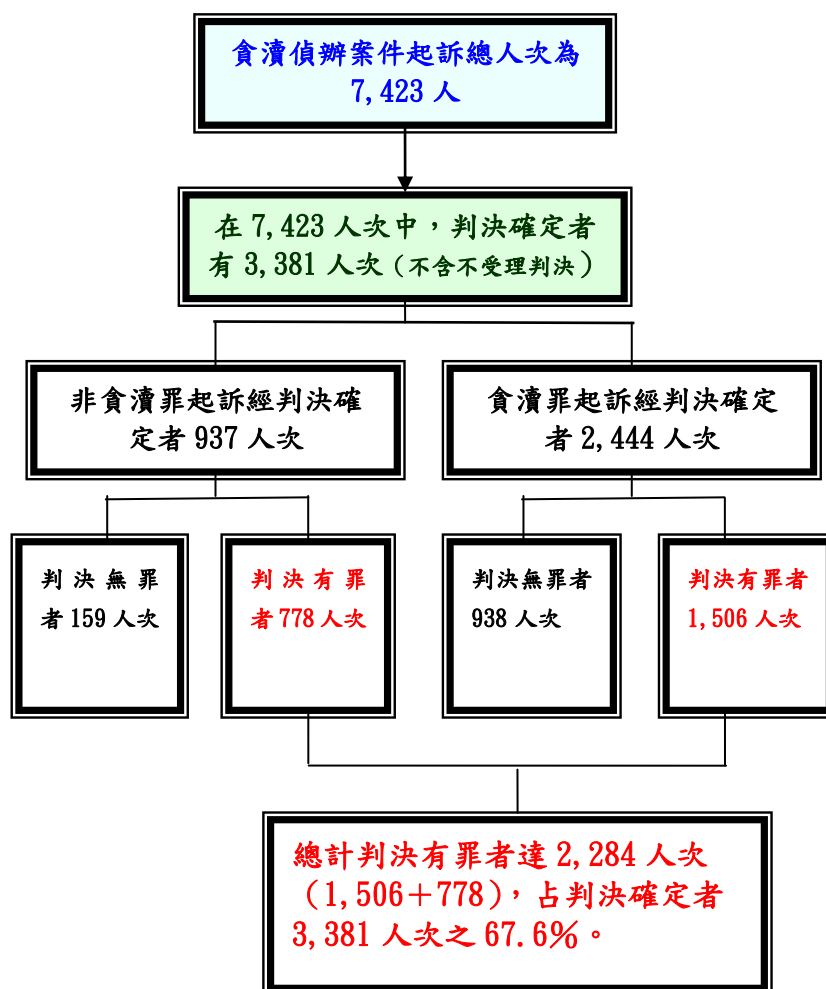 貪瀆偵辦案件起訴總人次為
7,423 人
在 7,423 人次中，判決確定者
有 3,381 人次（不含不受理判決）
非貪瀆罪起訴經判決確
定者 937 人次
貪瀆罪起訴經判決確定
者 2,444 人次
判決無罪
者 159 人次
判決有罪
者 778 人次
判決無罪者
938 人次
判決有罪者
1,506 人次
總計判決有罪者達 2,284 人次
（1,506＋778），占判決確定者
3,381 人次之 67.6％。